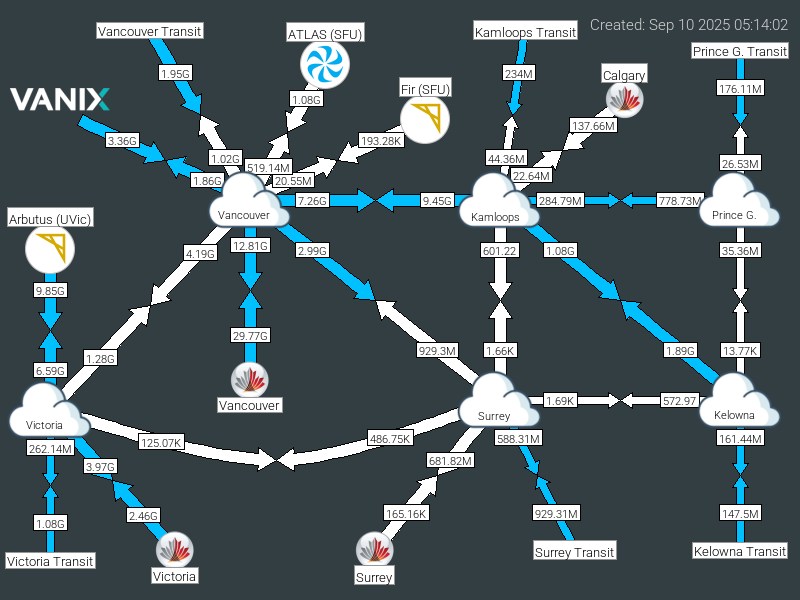 Created: Sep 10 2025 05:14:02
Vancouver Transit
ATLAS (SFU)
Kamloops Transit
Prince G. Transit
1.95G
234M
Calgary
176.11M
VANIX
1.08G
Fir (SFU)
137.66M
3.36G
193.28K
1.02G
519.14M
44.36M
26.53M
1.86G
20.55M
22.64M
Vancouver
7.26G
9.45G
Kamloops
284.79M
778.73M
Prince G.
Arbutus (UVic)
4.19G
12.81G
2.99G
601.22
1.08G
35.36M
9.85G
29.77G
6.59G
1.28G
929.3M
1.66K
1.89G
13.77K
Vancouver
Victoria
Surrey
1.69K
572.97
Kelowna
262.14M
125.07K
486.75K
588.31M
161.44M
3.97G
681.82M
1.08G
2.46G
165.16K
929.31M
147.5M
Victoria Transit
Victoria
Surrey
Surrey Transit
Kelowna Transit